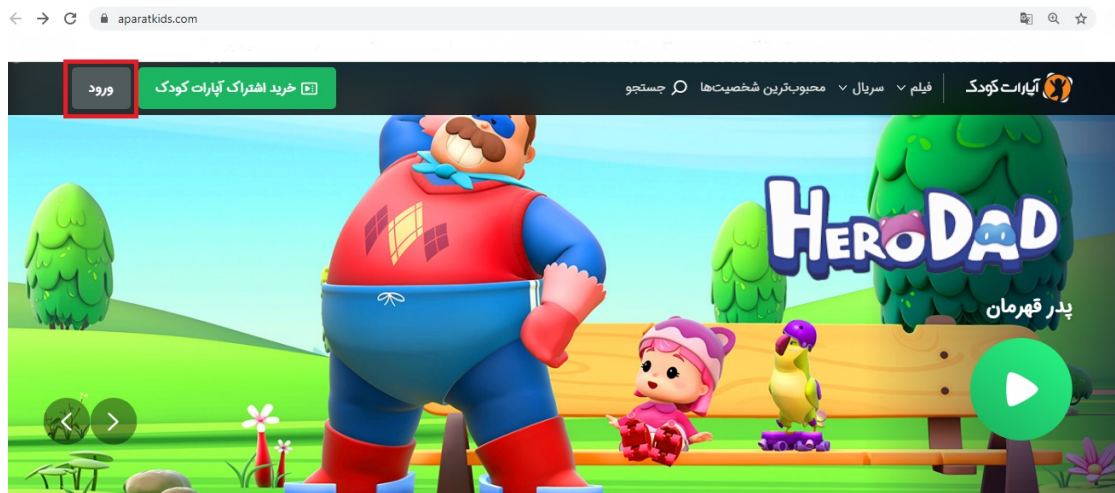 aparatkids.com
آپارات کودک
فیلم
سریال
محبوب‌ترین شخصیت‌ها
جستجو
خرید اشتراک آپارات کودک
ورود
HERODAD
پدر قهرمان